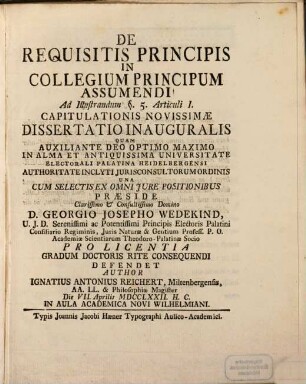 DE
REQUISITIS PRINCIPIS
IN
COLLEGIUM PRINCIPUM
ASSUMENDI
Ad Illustrandum §. 5. Articuli I.
CAPITULATIONIS NOVISSIMÆ
DISSERTATIO INAUGURALIS
QUAM
AUXILIANTE DEO OPTIMO MAXIMO
IN ALMA ET ANTIQUISSIMA UNIVERSITATE
ELECTORALI PALATINA HEIDELBERGENSI
AUTHORITATE INCLYTI JURISCONSULTORUM ORDINIS
UNA
CUM SELECTIS EX OMNI JURE POSITIONIBUS
PRÆSIDE
Clarissimo & Consultissimo Domino
D. GEORGIO JOSEPHO WEDEKIND,
U. J. D. Serenissimi ac Potentissimi Principis Electoris Palatini
Consiliario Regiminis, Juris Naturæ & Gentium Profess. P. O.
Academiæ Scientiarum Theodoro-Palatinæ Socio
PRO LICENTIA
GRADUM DOCTORIS RITE CONSEQUENDI
DEFENDET
AUTHOR
IGNATIUS ANTONIUS REICHERT, Miltenbergensis,
AA. LL. & Philosophiæ Magister
Die VII. Aprilis MDCCLXXII. H. C.
IN AULA ACADEMICA NOVI WILHELMIANI.
Typis Joannis Jacobi Hæner Typographi Aulico-Academici.